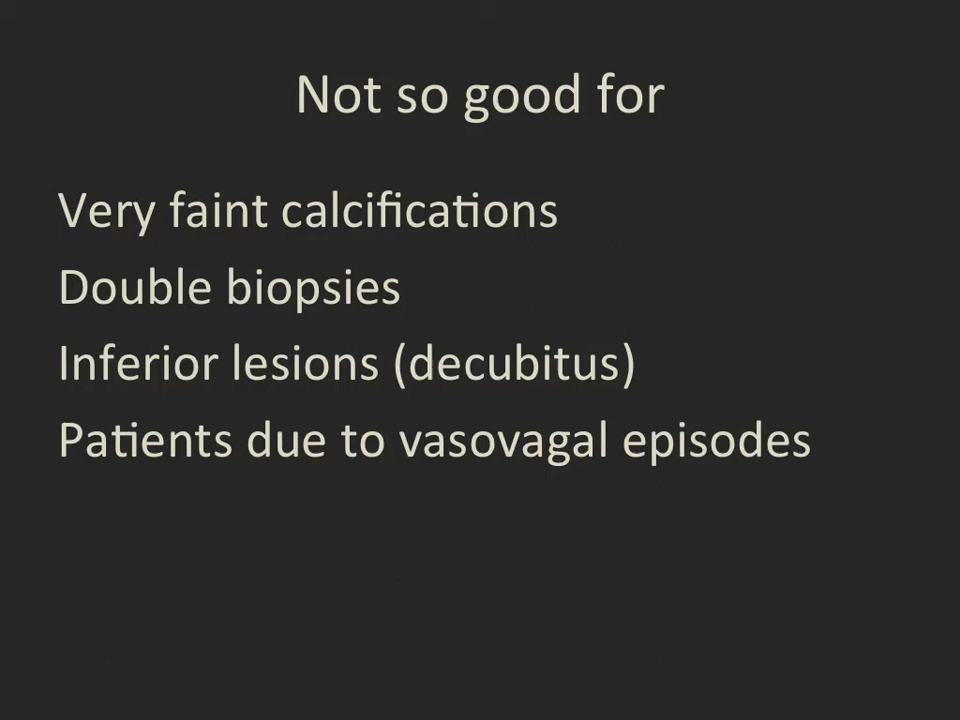 Not so good for
Very faint calcifications
Double biopsies
Inferior lesions (decubitus)
Patients due to vasovagal episodes